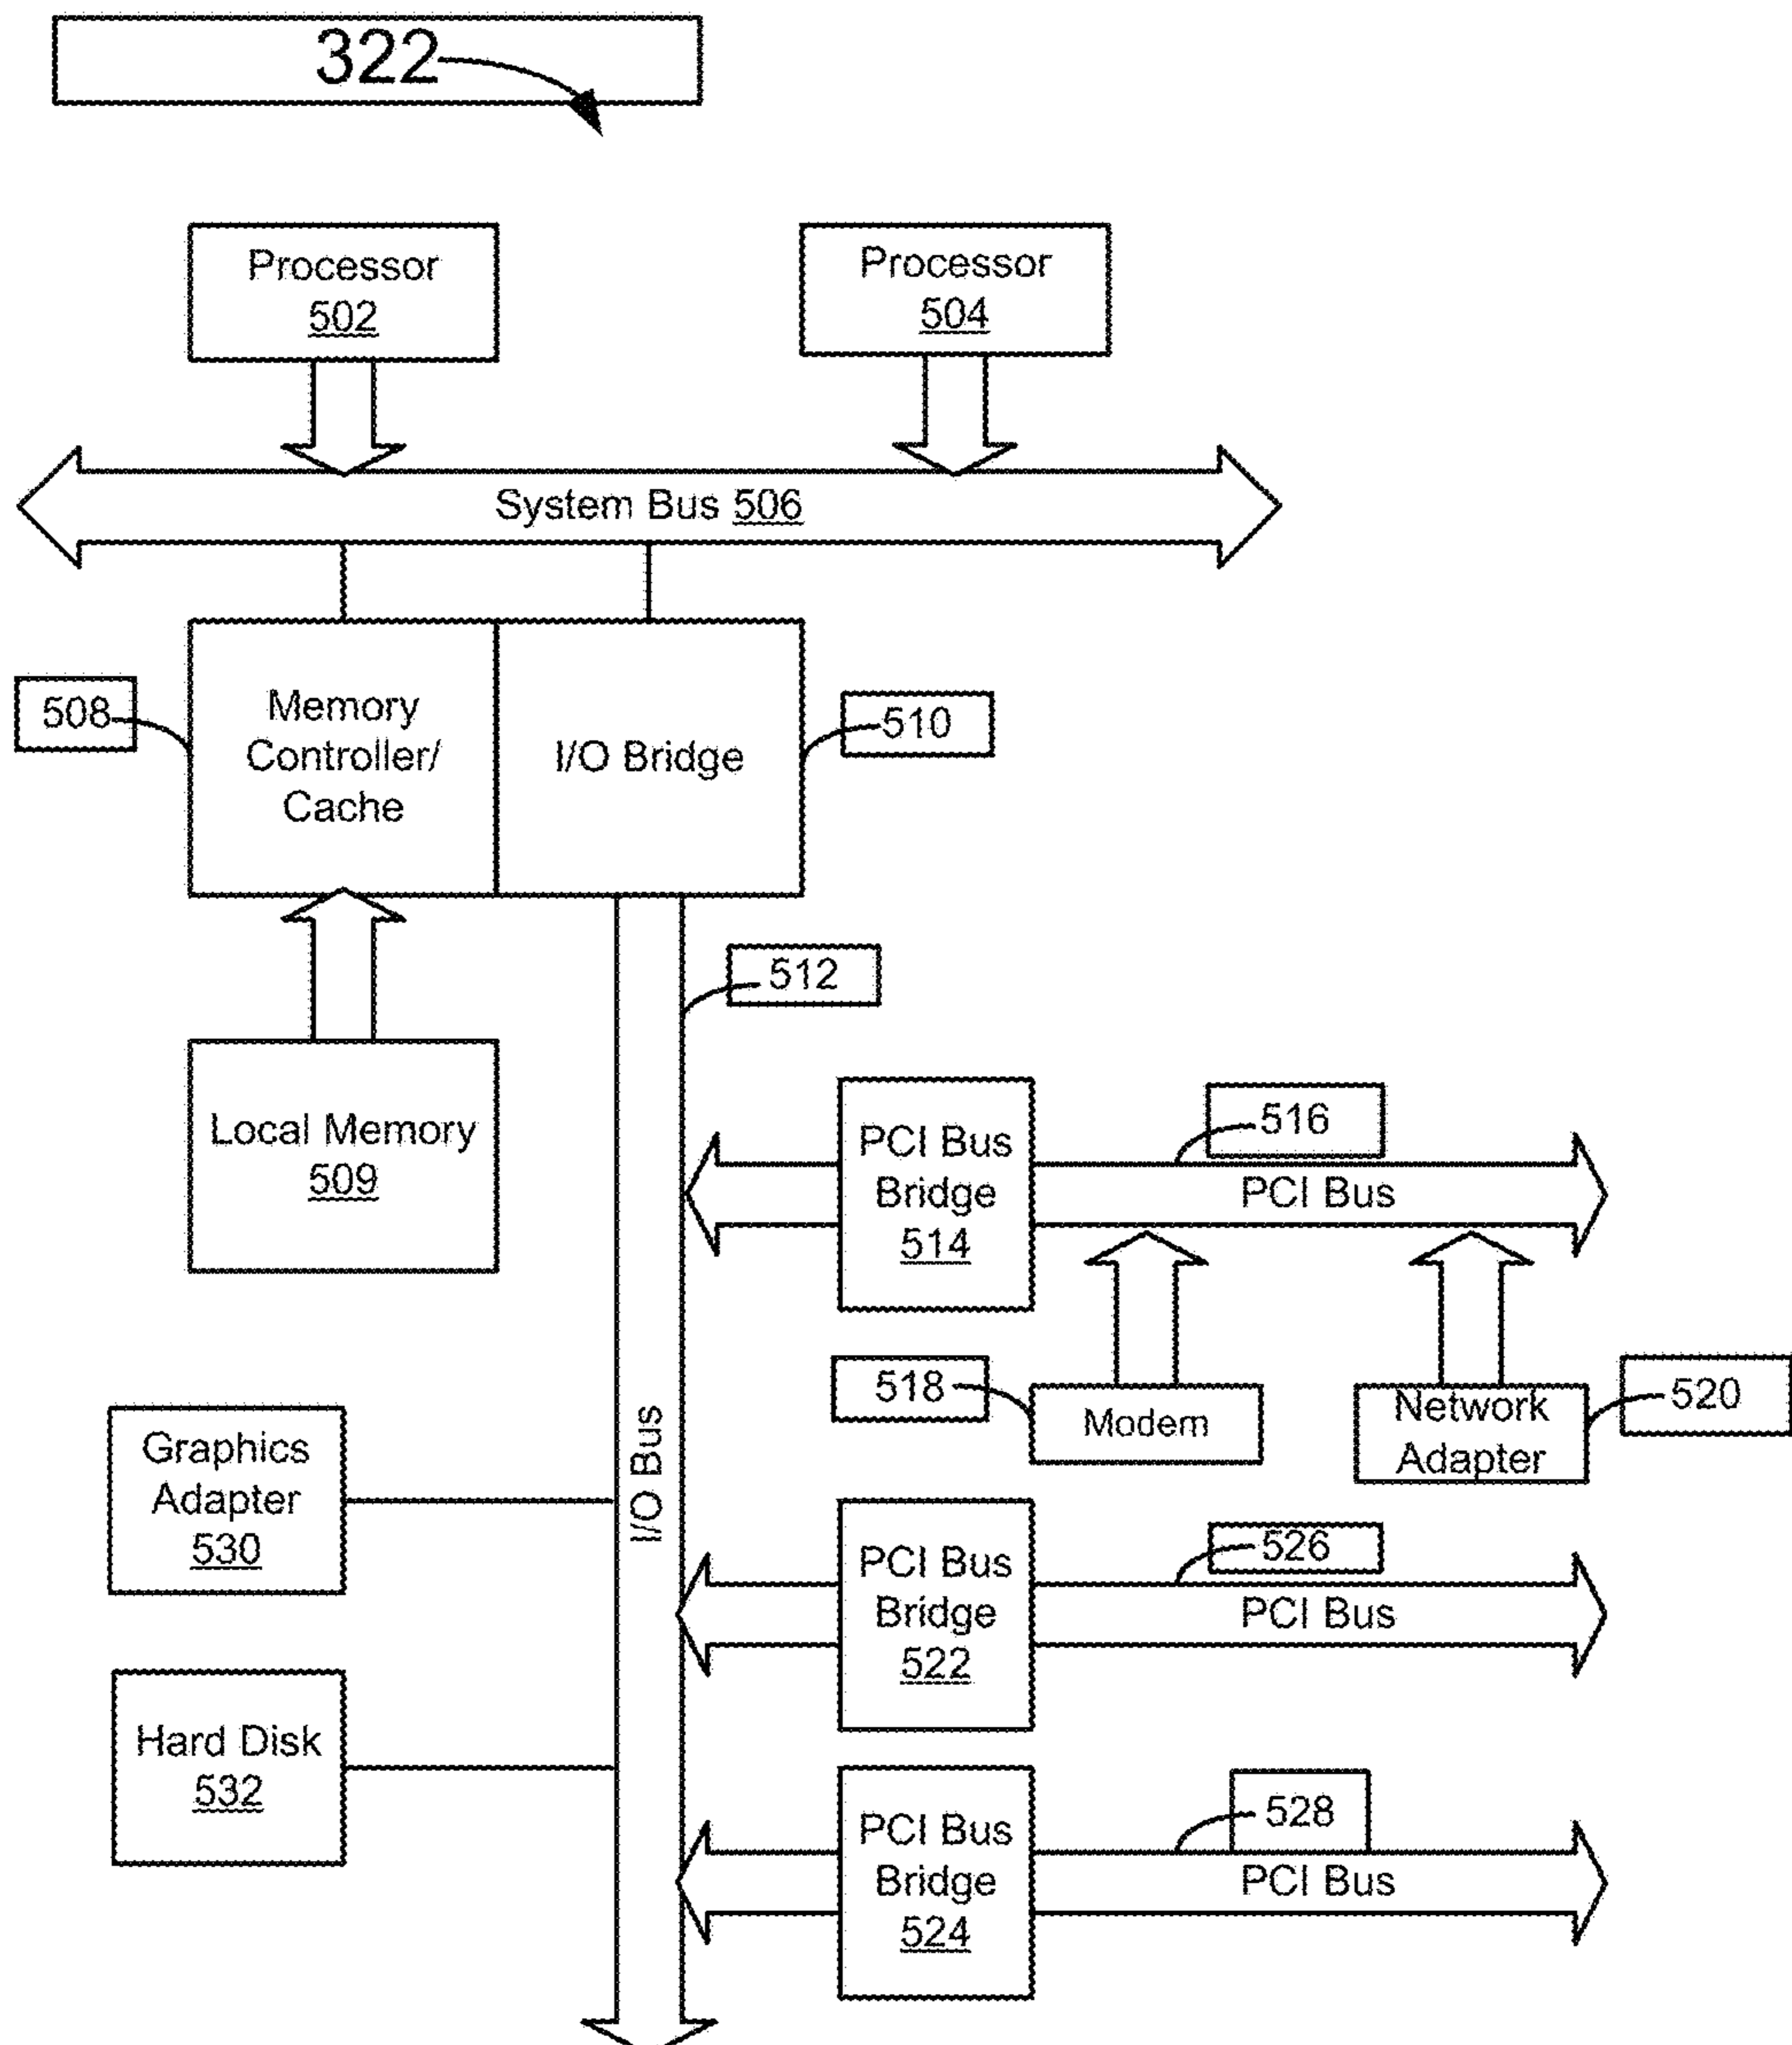 322
Processor
502
Processor
504
System Bus 506
508
Memory
Controller/
Cache
I/O Bridge
510
512
Local Memory
509
PCI Bus
Bridge
514
516
PCI Bus
518
Modem
Network
Adapter
520
I/O Bus
Graphics
Adapter
530
PCI Bus
Bridge
522
526
PCI Bus
Hard Disk
532
PCI Bus
Bridge
524
528
PCI Bus